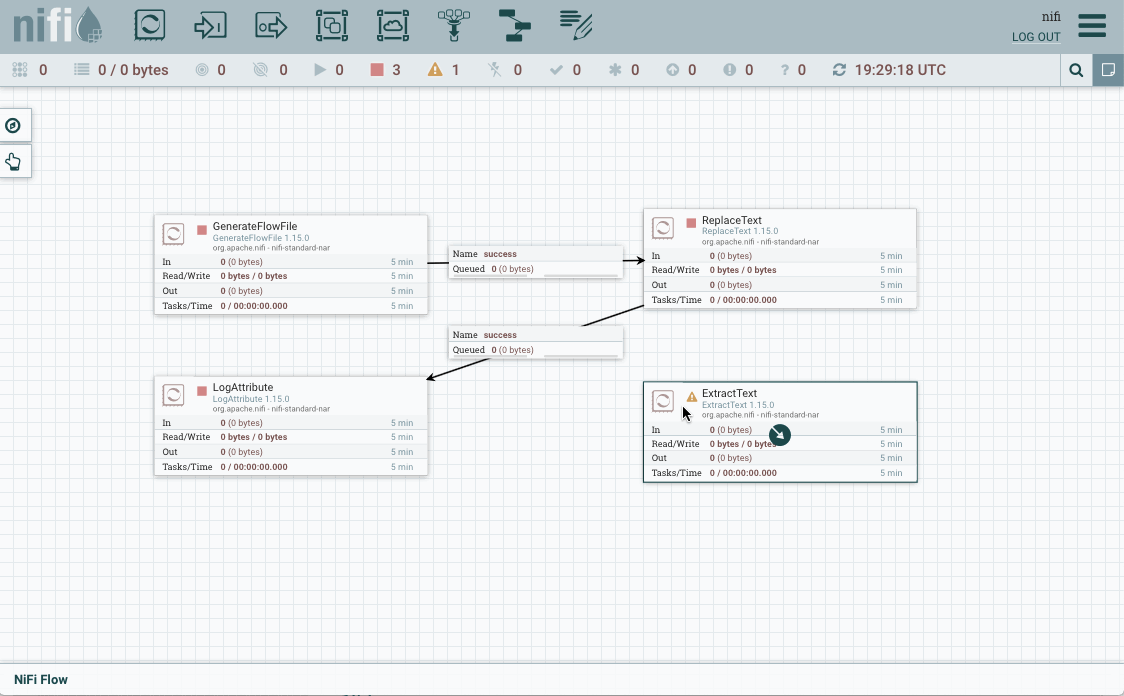 nifi
nifi
LOG OUT
0 0 / 0 bytes 0 0 0 3 1 0 0 0 0 0 ? 0 19:29:18 UTC
GenerateFlowFile
GenerateFlowFile 1.15.0
org.apache.nifi - nifi-standard-nar
In 0 (0 bytes) 5 min
Read/Write 0 bytes / 0 bytes 5 min
Out 0 (0 bytes) 5 min
Tasks/Time 0 / 00:00:00.000 5 min
Name success
Queued 0 (0 bytes)
ReplaceText
ReplaceText 1.15.0
org.apache.nifi - nifi-standard-nar
In 0 (0 bytes) 5 min
Read/Write 0 bytes / 0 bytes 5 min
Out 0 (0 bytes) 5 min
Tasks/Time 0 / 00:00:00.000 5 min
Name success
Queued 0 (0 bytes)
LogAttribute
LogAttribute 1.15.0
org.apache.nifi - nifi-standard-nar
In 0 (0 bytes) 5 min
Read/Write 0 bytes / 0 bytes 5 min
Out 0 (0 bytes) 5 min
Tasks/Time 0 / 00:00:00.000 5 min
ExtractText
ExtractText 1.15.0
org.apache.nifi - nifi-standard-nar
In 0 (0 bytes) 5 min
Read/Write 0 bytes / 0 bytes 5 min
Out 0 (0 bytes) 5 min
Tasks/Time 0 / 00:00:00.000 5 min
NiFi Flow